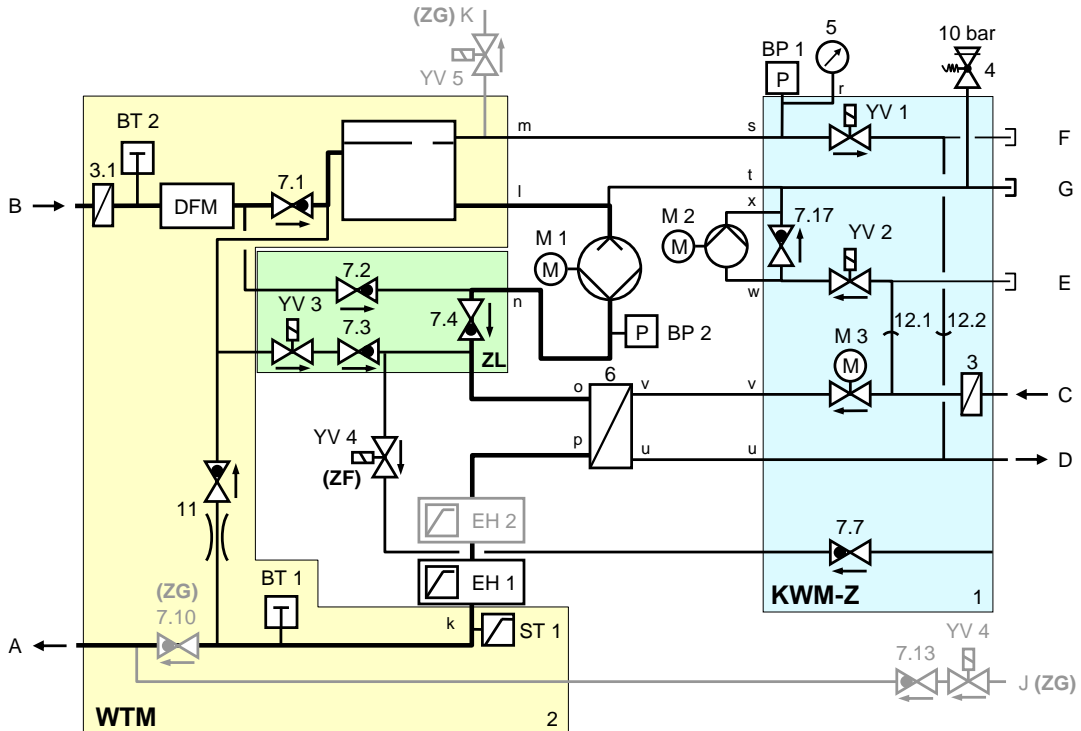 (ZG) K
YV 5
5
10 bar
BP 1
P
4
r
YV 1
BT 2
T
m
s
F
3.1
7.1
t
G
B
DFM
l
x
M 2
M
7.17
YV 2
M 1
M
7.2
n
w
E
YV 3
7.3
7.4
12.1
12.2
P
BP 2
M 3
M
ZL
6
3
o
v
v
C
YV 4
(ZF)
p
u
u
D
11
EH 2
7.7
BT 1
T
EH 1
(ZG)
7.10
KWM-Z
1
k
ST 1
A
YV 4
7.13
J (ZG)
WTM
2